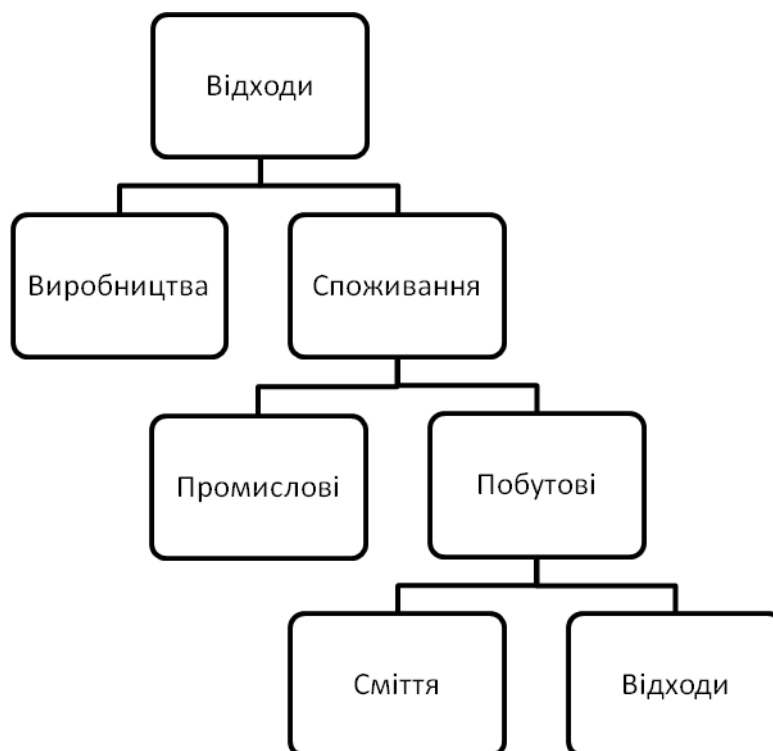 Відходи
Виробництва
Споживання
Промислові
Побутові
Сміття
Відходи